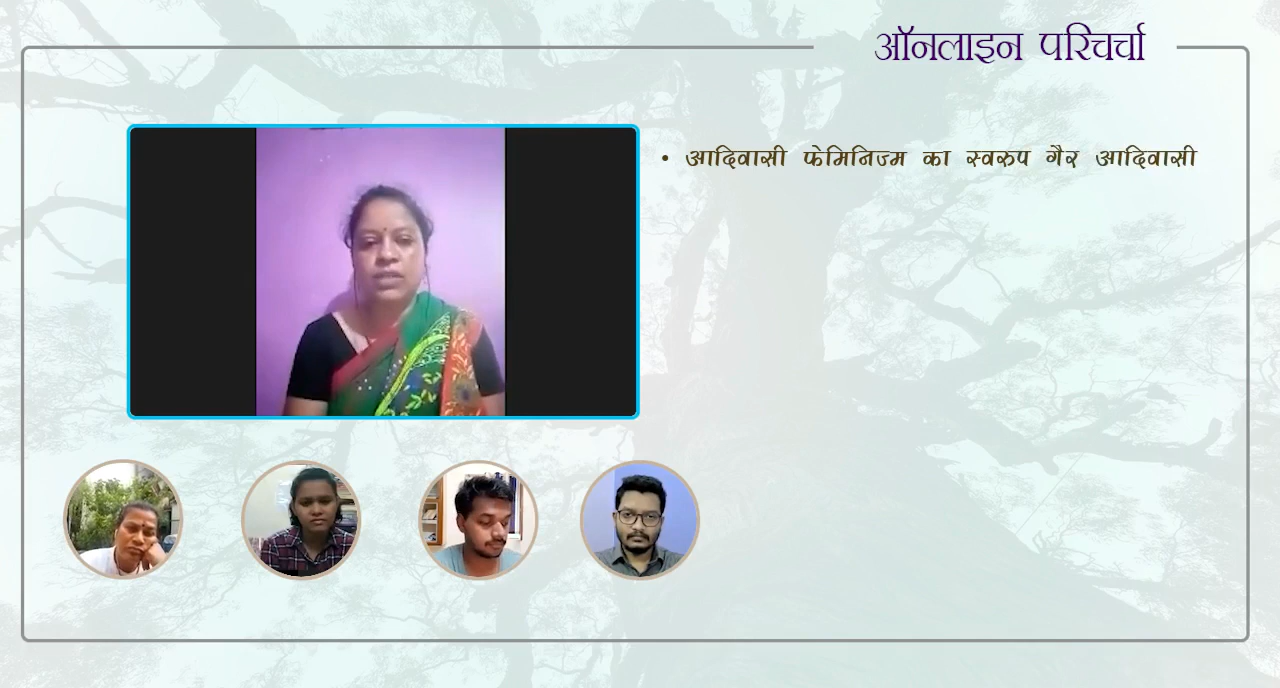 ऑनलाइन परिचर्चा
• आदिवासी फेमिनिज्म का स्वरुप गैर आदिवासी